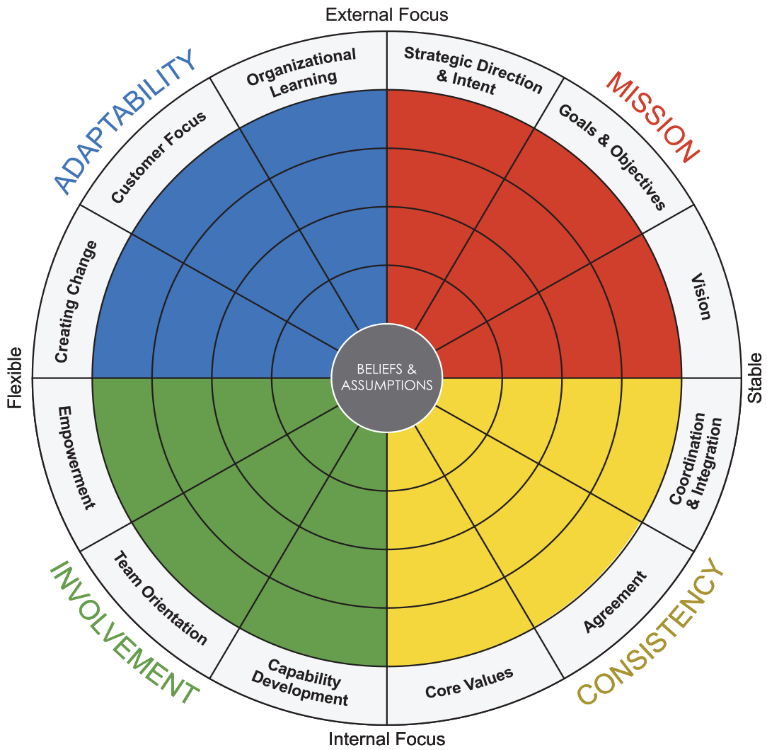 External Focus
ADAPTABILITY
MISSION
Organizational
Learning
Strategic Direction
& Intent
Customer Focus
Goals & Objectives
Creating Change
Vision
Flexible
BELIEFS &
ASSUMPTIONS
Stable
Empowerment
Coordination
& Integration
Team Orientation
Agreement
Capability
Development
Core Values
INVOLVEMENT
CONSISTENCY
Internal Focus